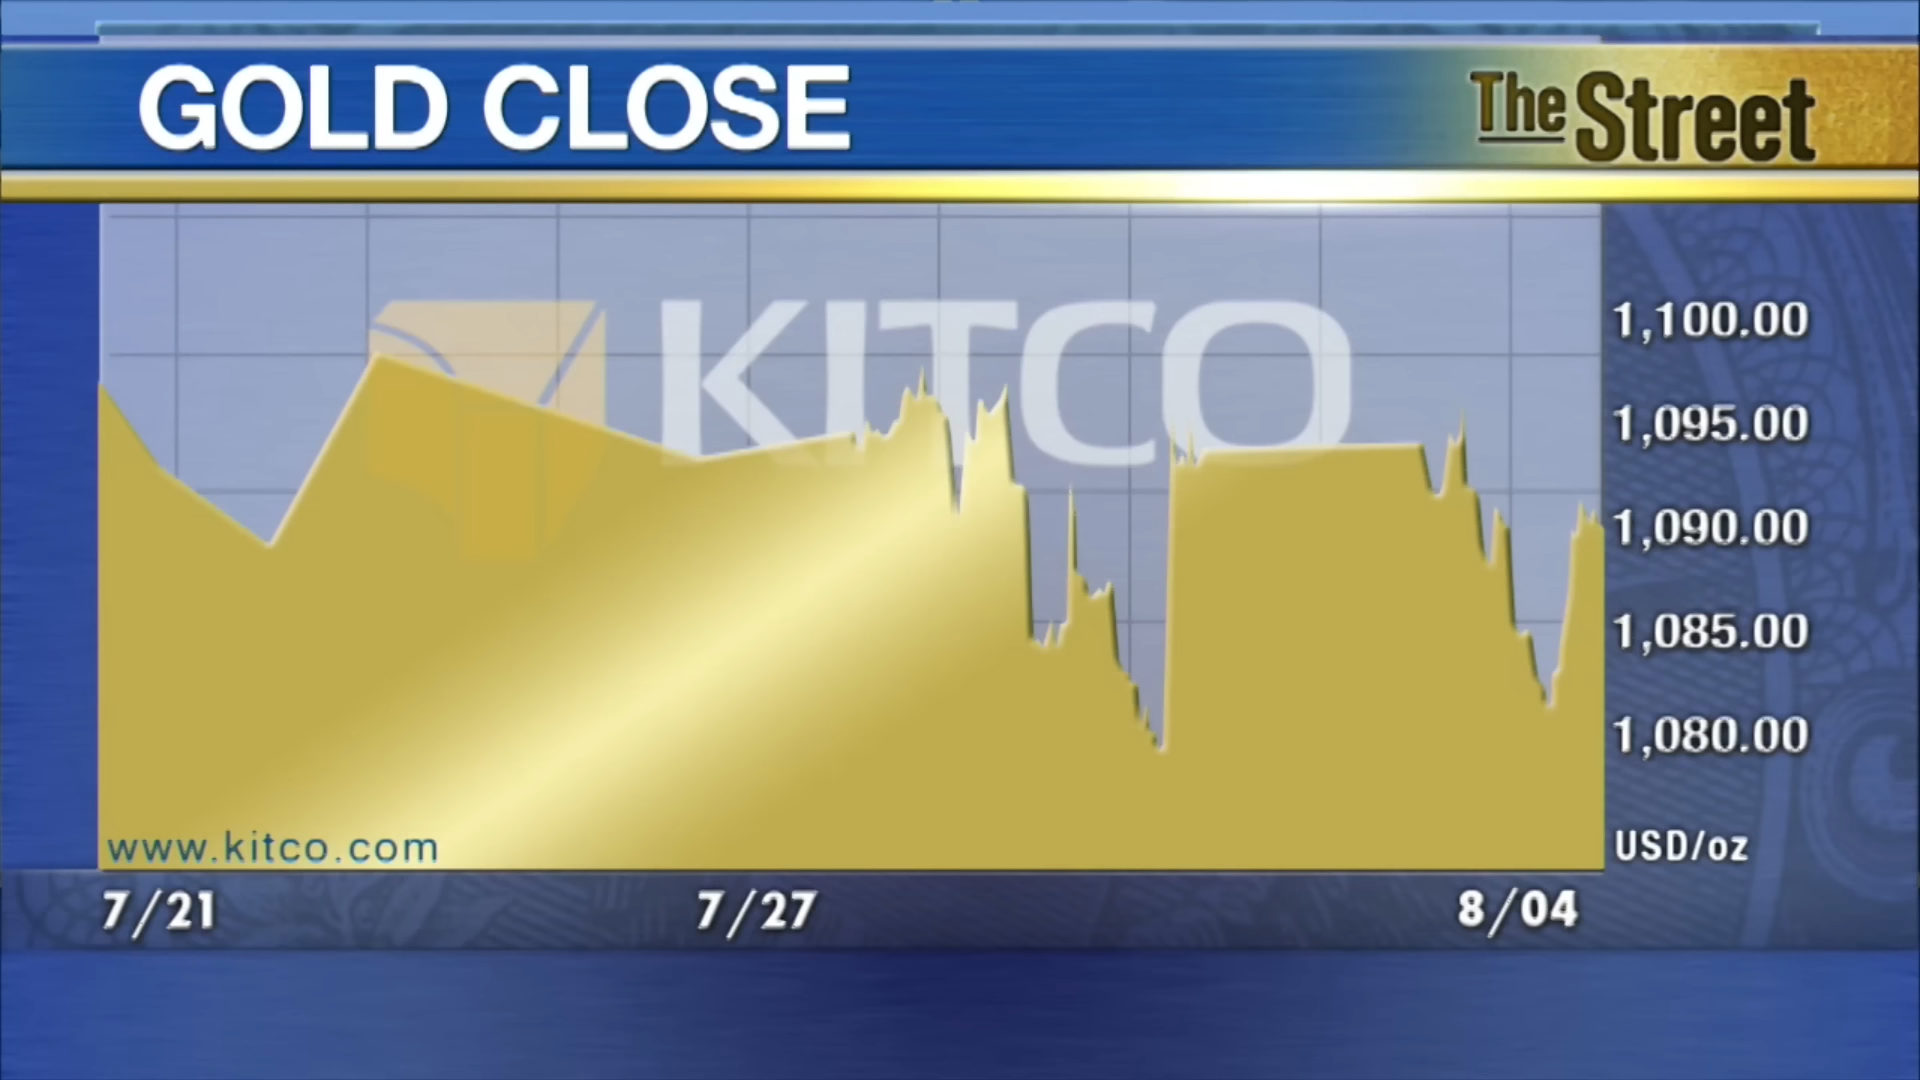 GOLD CLOSE
The Street
KITCO
1,100.00
1,095.00
1,090.00
1,085.00
1,080.00
www.kitco.com
USD/oz
7/21
7/27
8/04